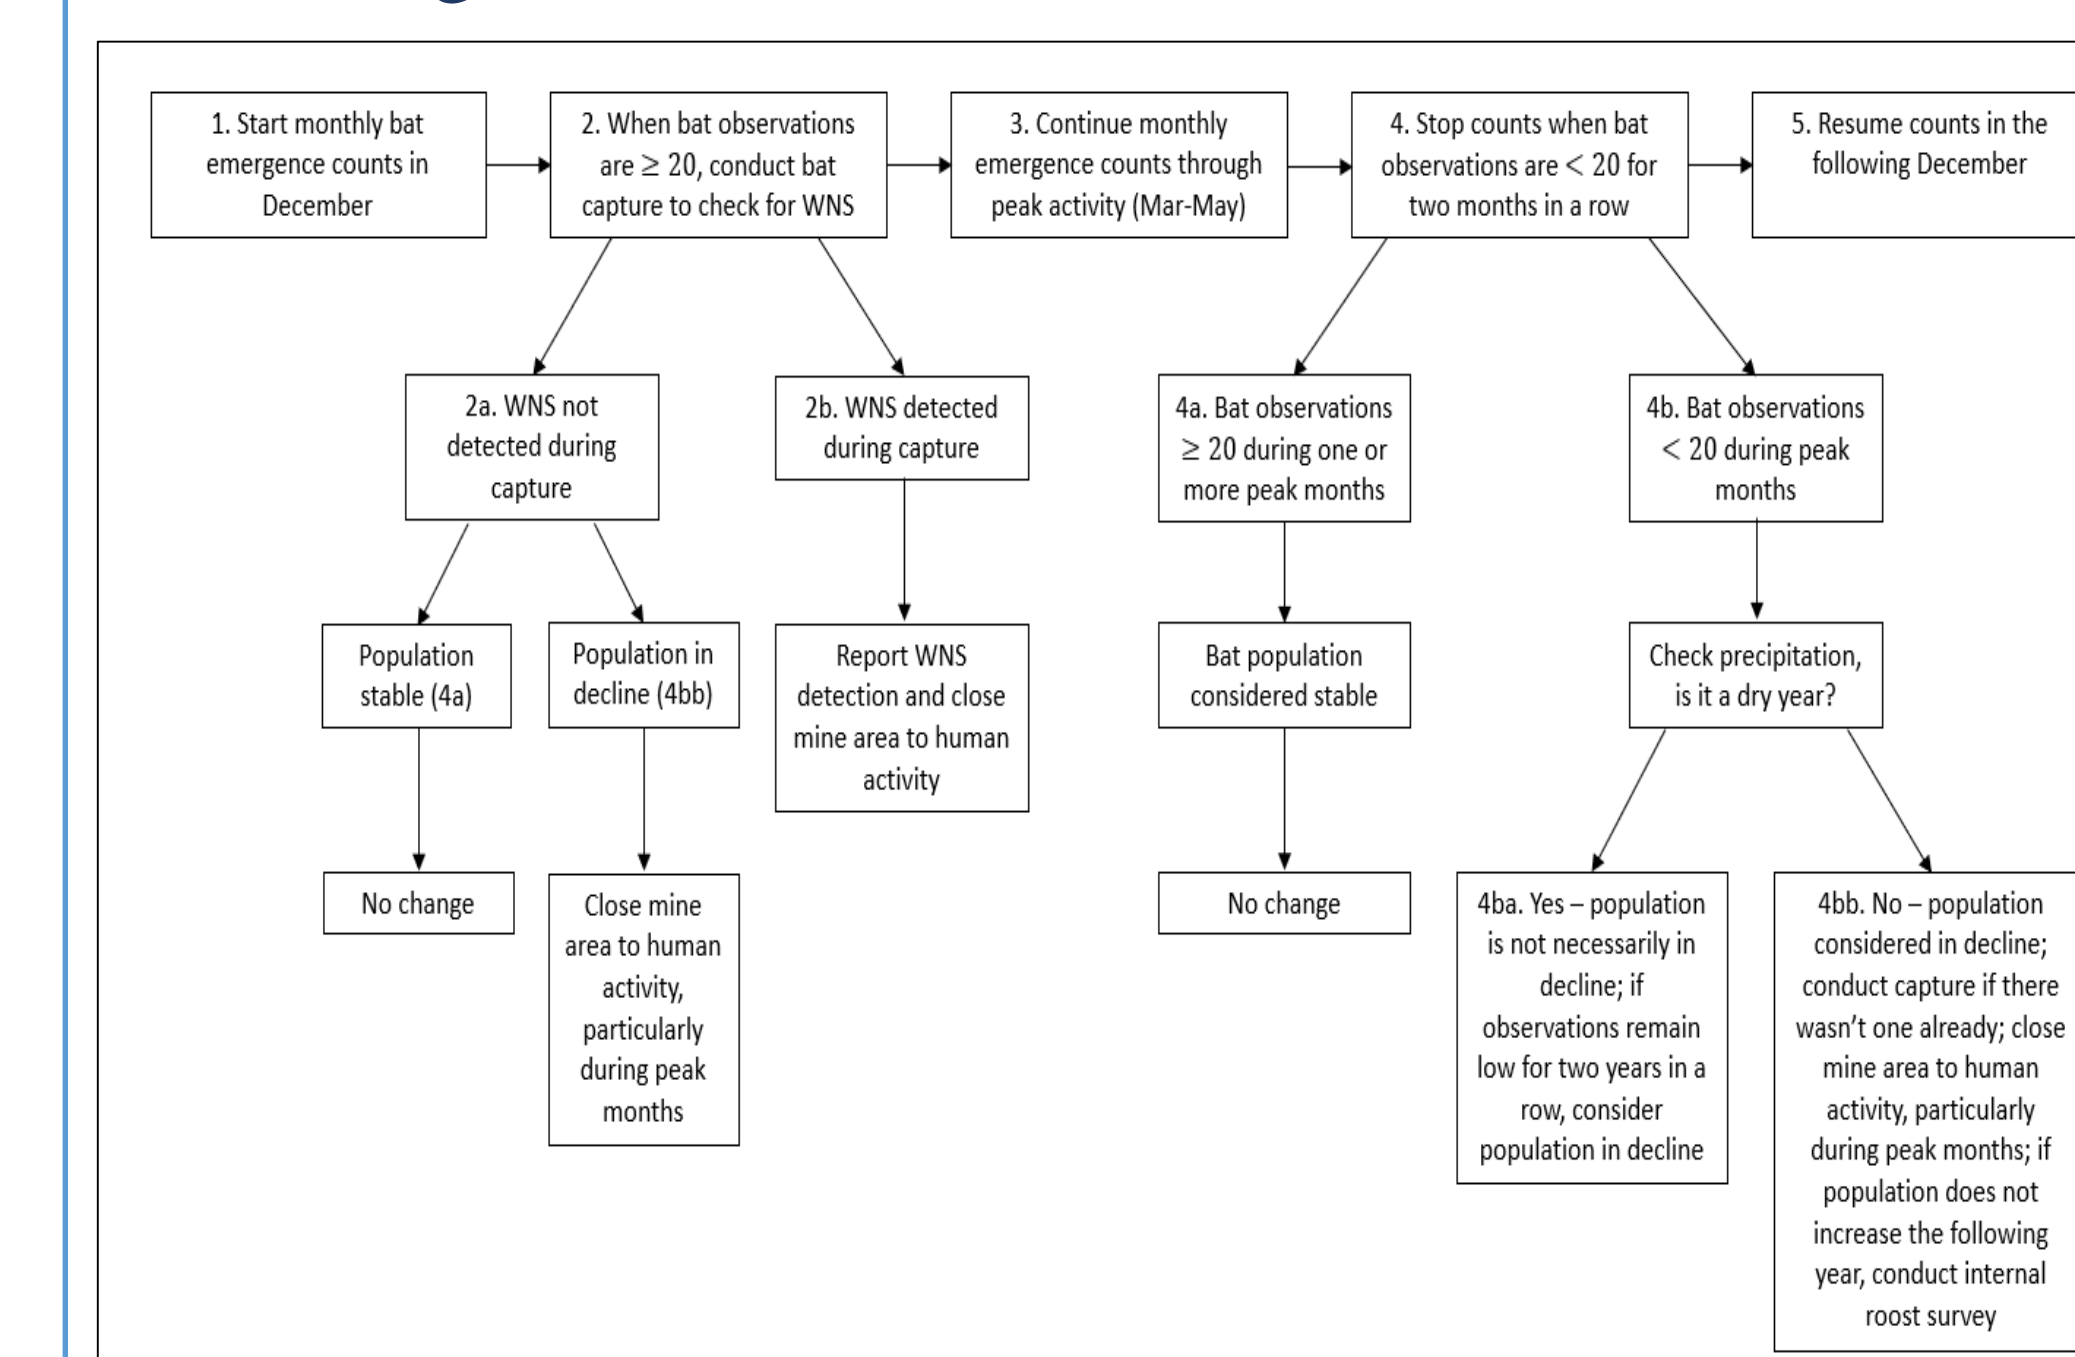 1. Start monthly bat
emergence counts in
December
2. When bat observations
are ≥ 20, conduct bat
capture to check for WNS
3. Continue monthly
emergence counts through
peak activity (Mar-May)
4. Stop counts when bat
observations are < 20 for
two months in a row
5. Resume counts in the
following December
2a. WNS not
detected during
capture
2b. WNS detected
during capture
4a. Bat observations
≥ 20 during one or
more peak months
4b. Bat observations
< 20 during peak
months
Population
stable (4a)
Population in
decline (4bb)
Report WNS
detection and close
mine area to human
activity
Bat population
considered stable
Check precipitation,
is it a dry year?
No change
Close mine
area to human
activity,
particularly
during peak
months
No change
4ba. Yes – population
is not necessarily in
decline; if
observations remain
low for two years in a
row, consider
population in decline
4bb. No – population
considered in decline;
conduct capture if there
wasn't one already; close
mine area to human
activity, particularly
during peak months; if
population does not
increase the following
year, conduct internal
roost survey